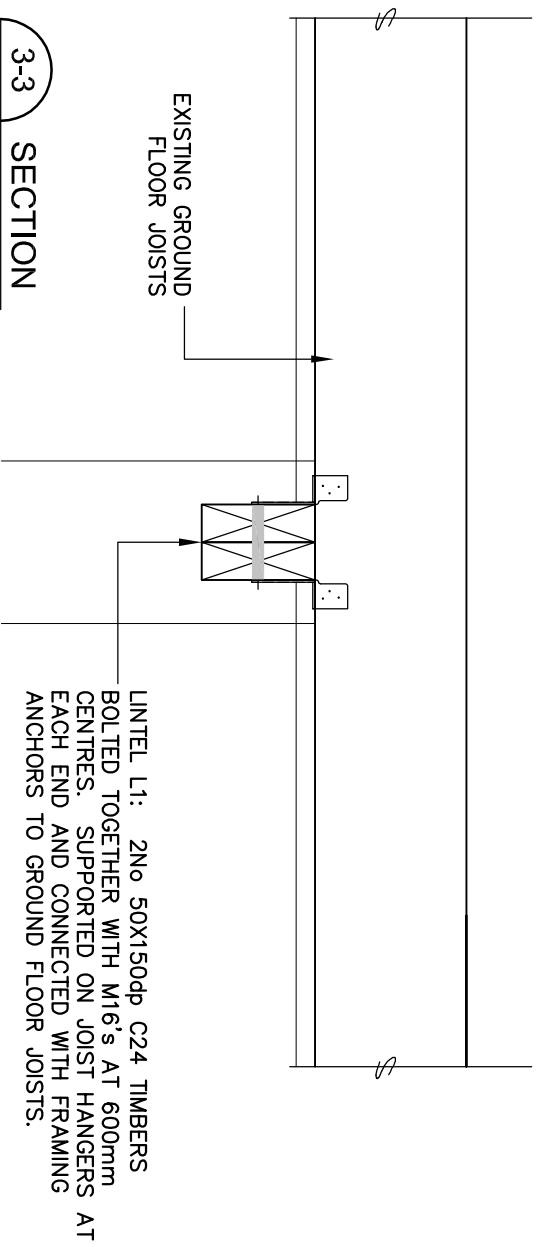 EXISTING GROUND
FLOOR JOISTS
LINTEL L1: 2No 50X150dp C24 TIMBERS
BOLTED TOGETHER WITH M16's AT 600mm
CENTRES. SUPPORTED ON JOIST HANGERS AT
EACH END AND CONNECTED WITH FRAMING
ANCHORS TO GROUND FLOOR JOISTS.
3-3 SECTION